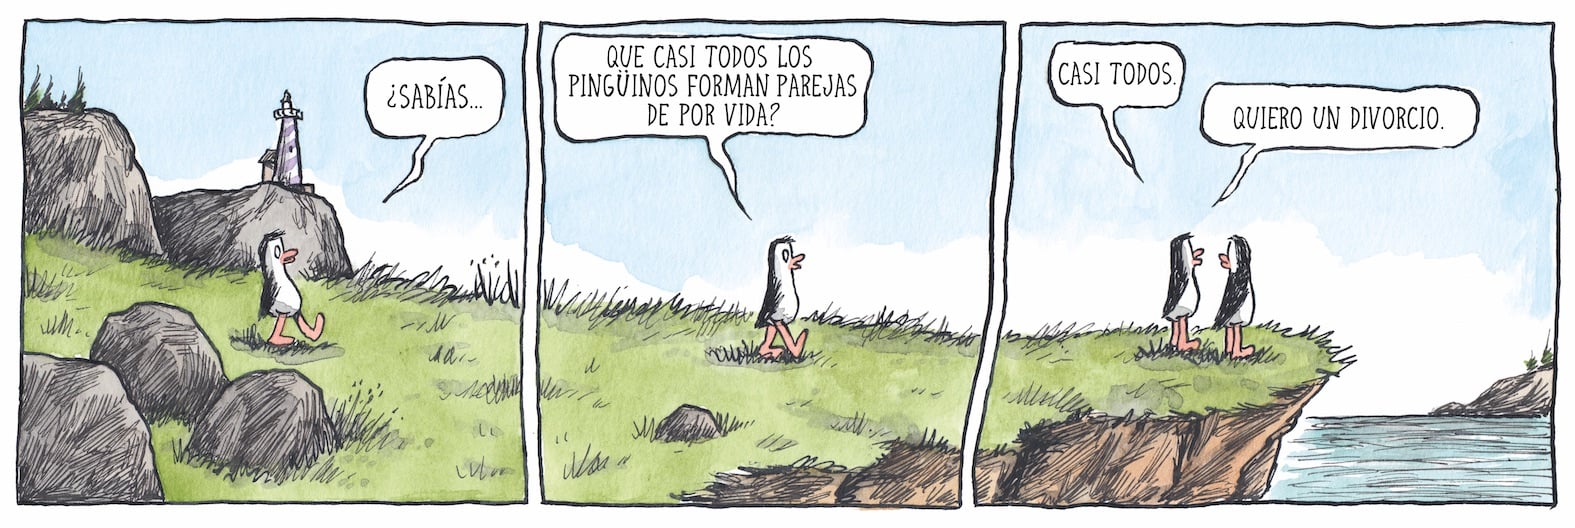 ¿SABÍAS...
QUE CASI TODOS LOS
PINGÜINOS FORMAN PAREJAS
DE POR VIDA?
CASI TODOS.
QUIERO UN DIVORCIO.